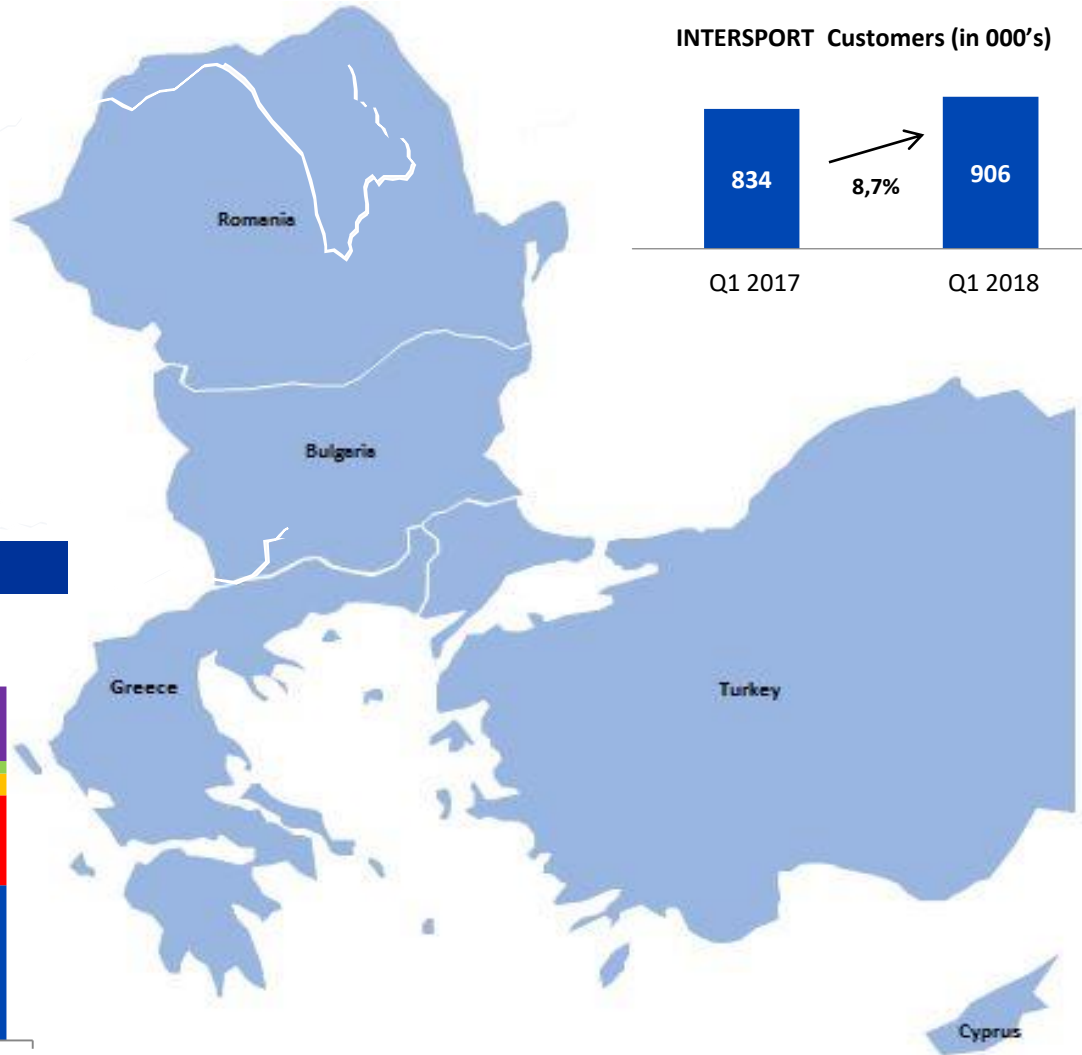 INTERSPORT Customers (in 000's)
834
8,7%
906
Q1 2017
Q1 2018
Romania
Bulgaria
Greece
Turkey
Cyprus